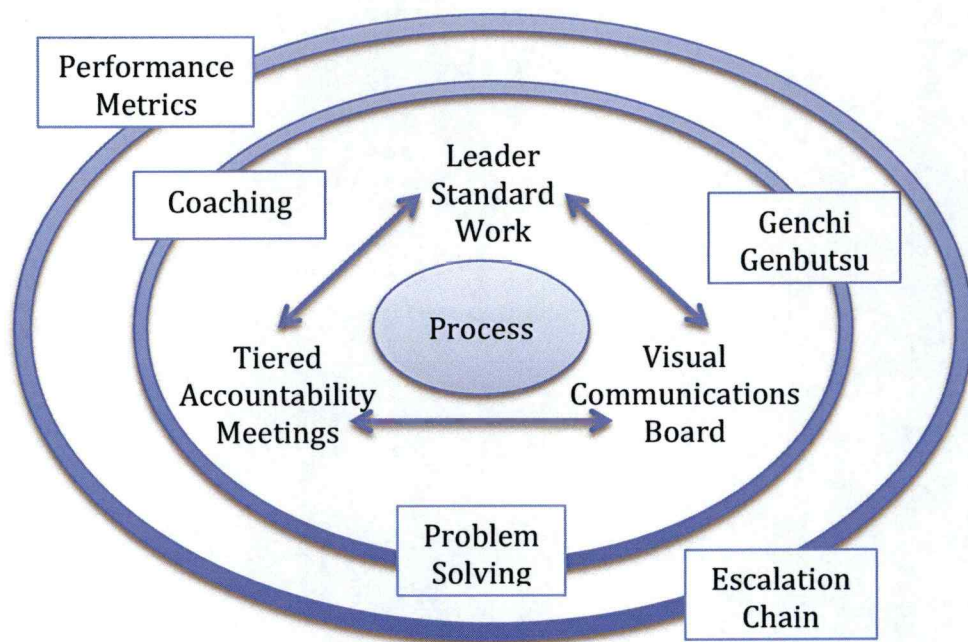 Performance
Metrics
Coaching
Leader
Standard
Work
Genchi
Genbutsu
Process
Tiered
Accountability
Meetings
Visual
Communications
Board
Problem
Solving
Escalation
Chain